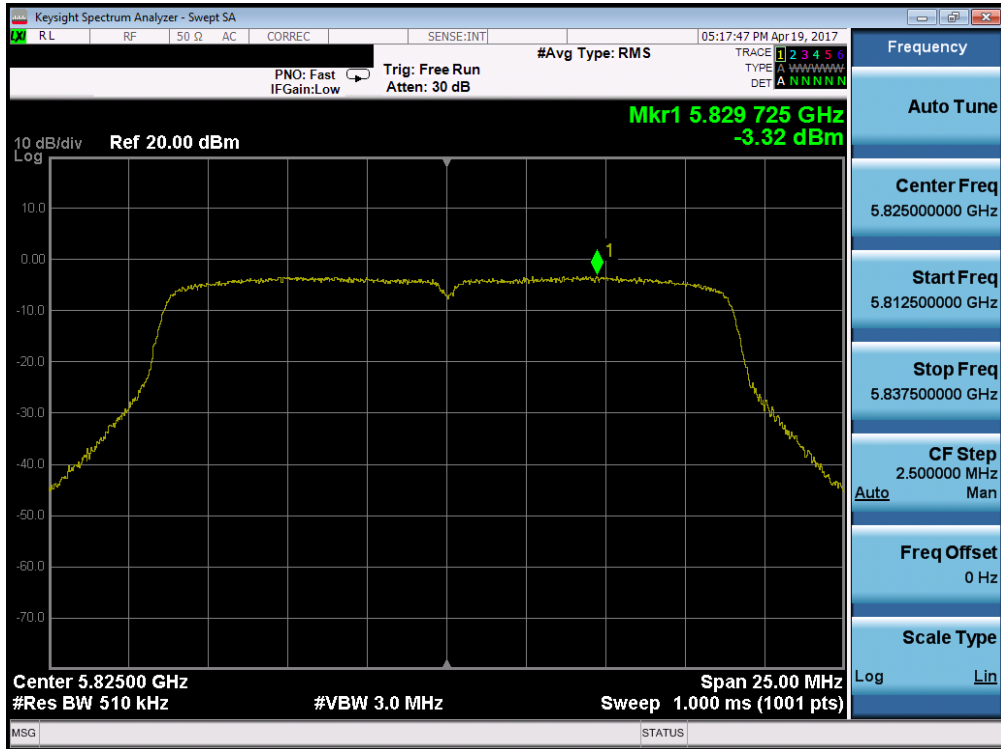 Keysight Spectrum Analyzer - Swept SA
LXI RL RF 50 Ω AC CORREC SENSE:INT 05:17:47 PM Apr 19, 2017
#Avg Type: RMS TRACE 1 2 3 4 5 6
PNO: Fast Trig: Free Run TYPE A WWWWW
IFGain:Low Atten: 30 dB DET A N N N N N
Mkr1 5.829 725 GHz
-3.32 dBm
10 dB/div Ref 20.00 dBm
Log
10.0
0.00
-10.0
-20.0
-30.0
-40.0
-50.0
-60.0
-70.0
1
Center 5.82500 GHz Span 25.00 MHz
#Res BW 510 kHz #VBW 3.0 MHz Sweep 1.000 ms (1001 pts)
MSG STATUS
Frequency
Auto Tune
Center Freq
5.825000000 GHz
Start Freq
5.812500000 GHz
Stop Freq
5.837500000 GHz
CF Step
2.500000 MHz
Auto Man
Freq Offset
0 Hz
Scale Type
Log Lin